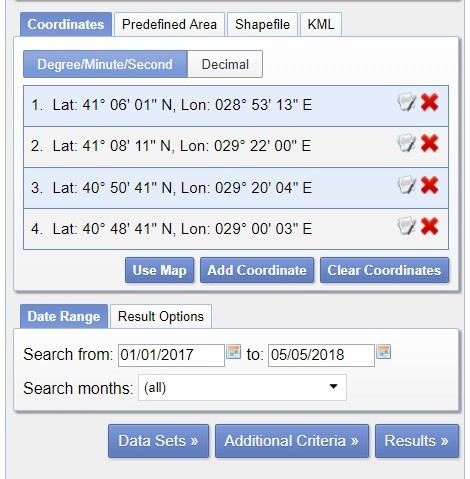 Coordinates Predefined Area Shapefile KML
Degree/Minute/Second Decimal
1. Lat: 41° 06' 01" N, Lon: 028° 53' 13" E
2. Lat: 41° 08' 11" N, Lon: 029° 22' 00" E
3. Lat: 40° 50' 41" N, Lon: 029° 20' 04" E
4. Lat: 40° 48' 41" N, Lon: 029° 00' 03" E
Use Map Add Coordinate Clear Coordinates
Date Range Result Options
Search from: 01/01/2017 to: 05/05/2018
Search months: (all)
Data Sets » Additional Criteria » Results »